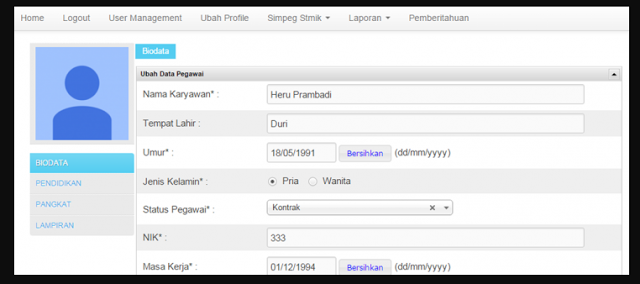 Home Logout User Management Ubah Profile Simpeg Stmik Laporan Pemberitahuan
Biodata
Ubah Data Pegawai
Nama Karyawan* : Heru Prambadi
Tempat Lahir : Duri
Umur* : 18/05/1991 Bersihkan (dd/mm/yyyy)
BIODATA
PENDIDIKAN
PANGKAT
LAMPIRAN
Jenis Kelamin* : Pria Wanita
Status Pegawai* : Kontrak
NIK* : 333
Masa Kerja* : 01/12/1994 Bersihkan (dd/mm/yyyy)